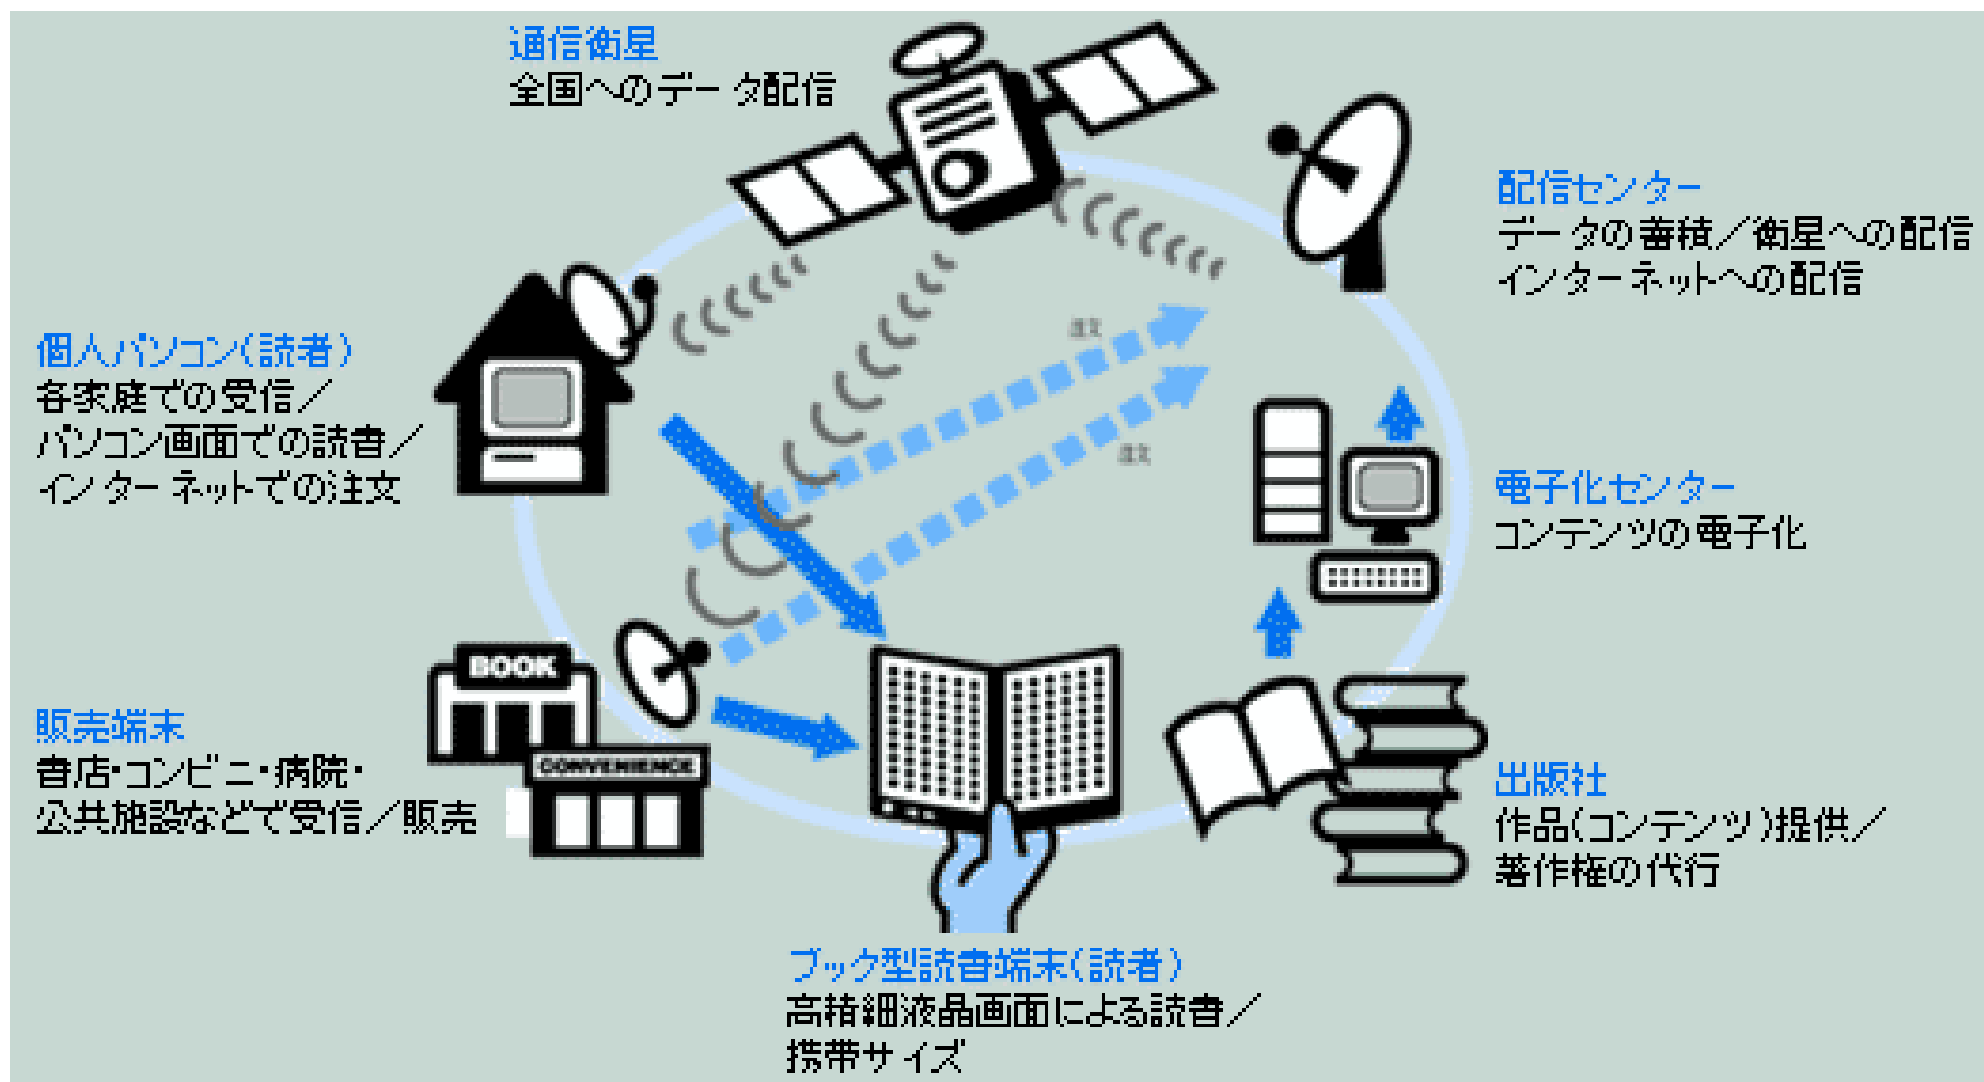 通信衛星
全国へのデータ配信
配信センター
データの蓄積／衛星への配信
インターネットへの配信
個人パソコン(読者)
各家庭での受信／
パソコン画面での読書／
インターネットでの注文
電子化センター
コンテンツの電子化
BOOK
CONVENIENCE
販売端末
書店・コンビニ・病院・
公共施設などで受信／販売
出版社
作品(コンテンツ)提供／
著作権の代行
ブック型読書端末(読者)
高精細液晶画面による読書／
携帯サイズ